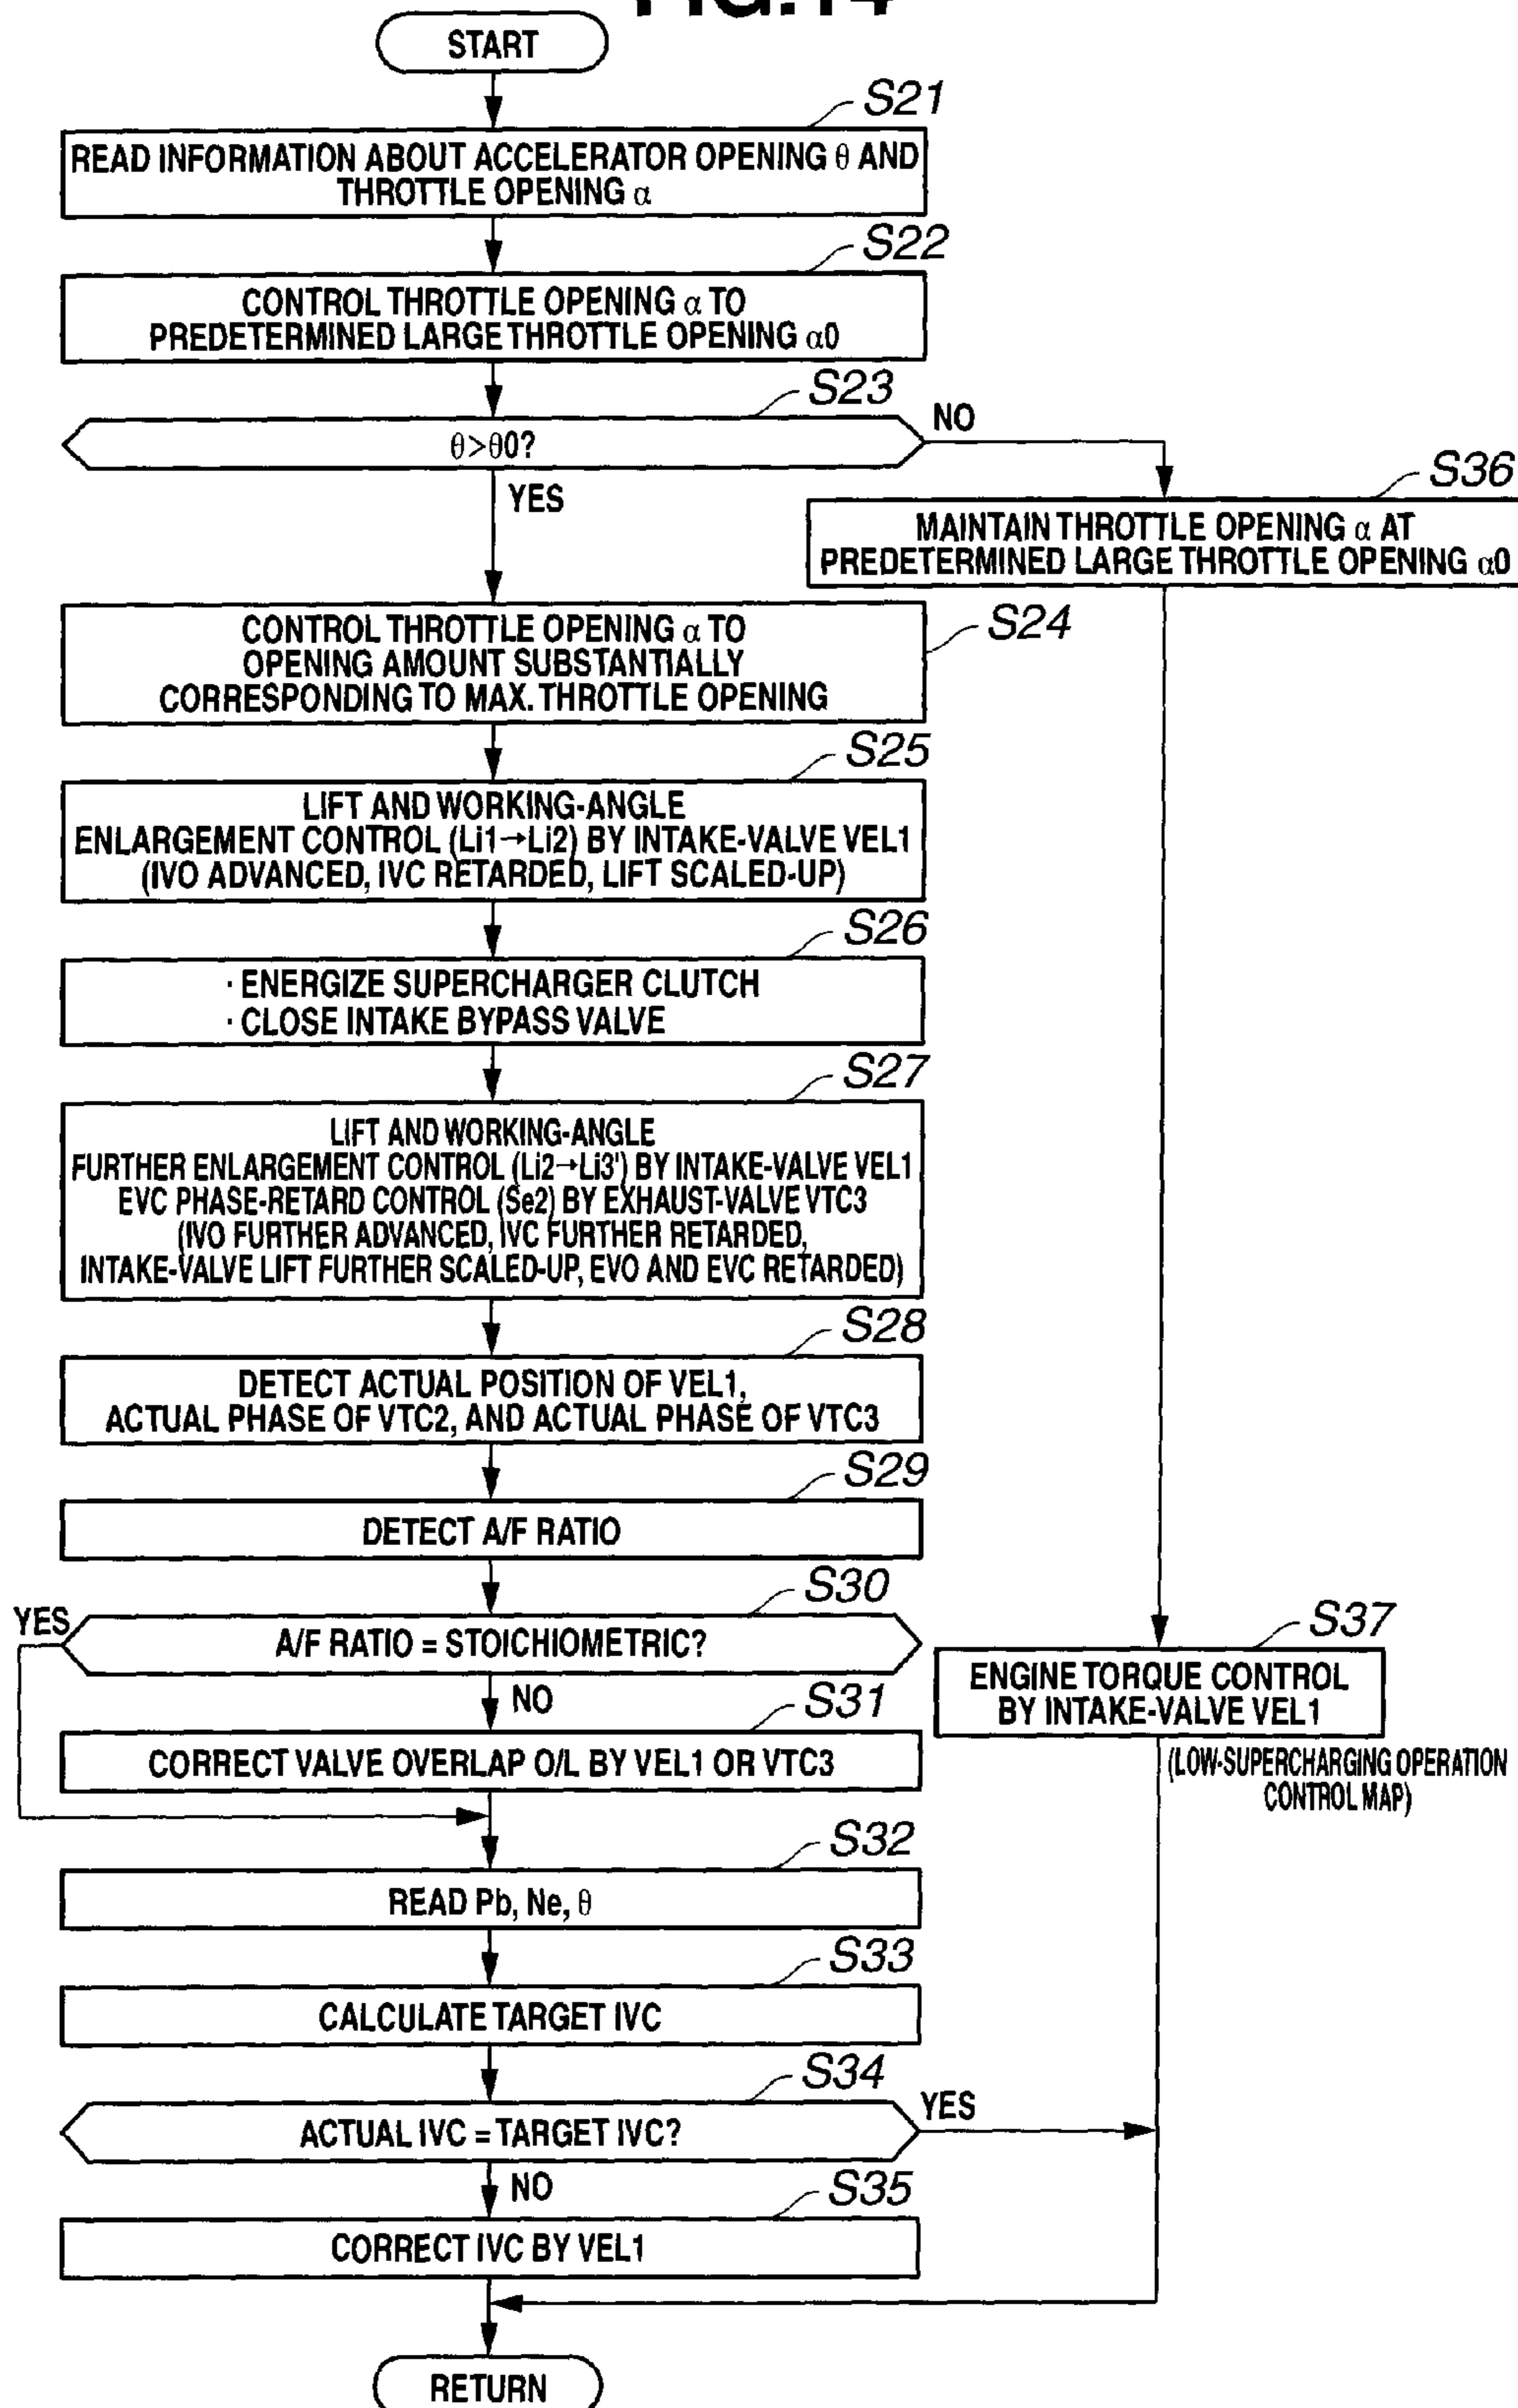 FIG.14
START
S21
READ INFORMATION ABOUT ACCELERATOR OPENING θ AND
THROTTLE OPENING α
S22
CONTROL THROTTLE OPENING α TO
PREDETERMINED LARGE THROTTLE OPENING α0
S23
θ>θ0?
NO
YES
S36
MAINTAIN THROTTLE OPENING α AT
PREDETERMINED LARGE THROTTLE OPENING α0
S24
CONTROL THROTTLE OPENING α TO
OPENING AMOUNT SUBSTANTIALLY
CORRESPONDING TO MAX. THROTTLE OPENING
S25
LIFT AND WORKING-ANGLE
ENLARGEMENT CONTROL (Li1→Li2) BY INTAKE-VALVE VEL1
(IVO ADVANCED, IVC RETARDED, LIFT SCALED-UP)
S26
· ENERGIZE SUPERCHARGER CLUTCH
· CLOSE INTAKE BYPASS VALVE
S27
LIFT AND WORKING-ANGLE
FURTHER ENLARGEMENT CONTROL (Li2→Li3') BY INTAKE-VALVE VEL1
EVC PHASE-RETARD CONTROL (Se2) BY EXHAUST-VALVE VTC3
(IVO FURTHER ADVANCED, IVC FURTHER RETARDED,
INTAKE-VALVE LIFT FURTHER SCALED-UP, EVO AND EVC RETARDED)
S28
DETECT ACTUAL POSITION OF VEL1,
ACTUAL PHASE OF VTC2, AND ACTUAL PHASE OF VTC3
S29
DETECT A/F RATIO
S30
YES
A/F RATIO = STOICHIOMETRIC?
NO
S31
CORRECT VALVE OVERLAP O/L BY VEL1 OR VTC3
S37
ENGINE TORQUE CONTROL
BY INTAKE-VALVE VEL1
(LOW-SUPERCHARGING OPERATION
CONTROL MAP)
S32
READ Pb, Ne, θ
S33
CALCULATE TARGET IVC
S34
ACTUAL IVC = TARGET IVC?
YES
NO
S35
CORRECT IVC BY VEL1
RETURN